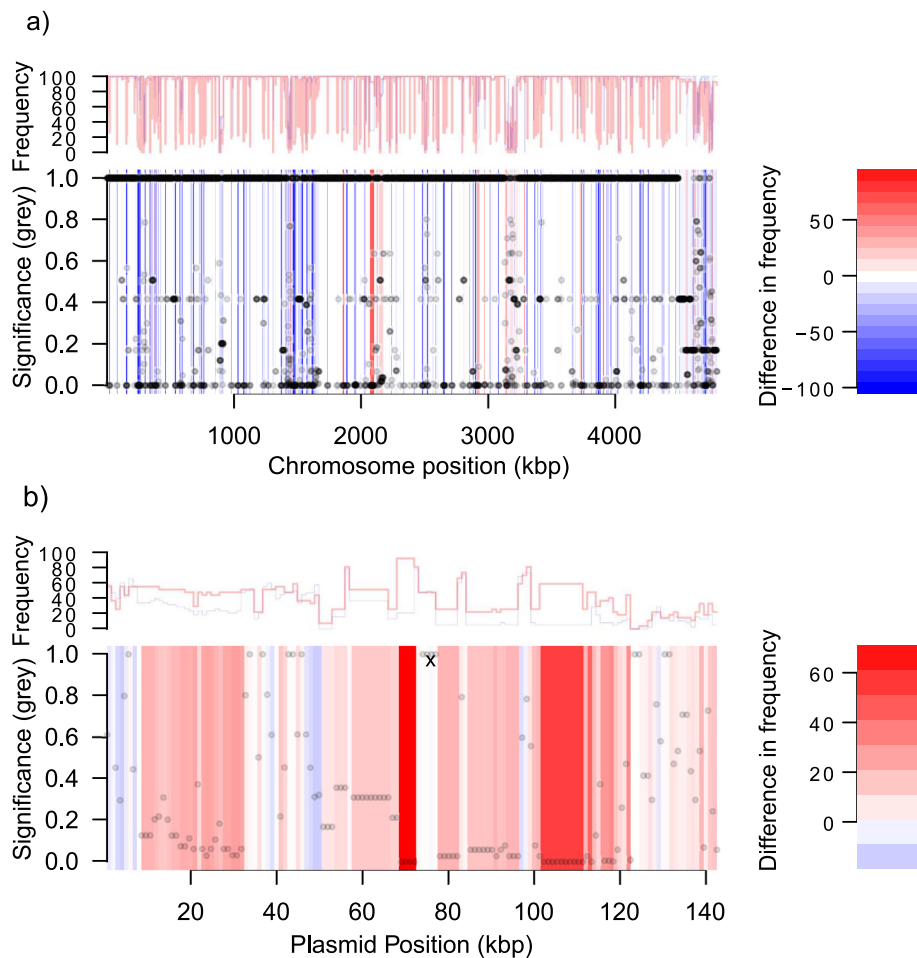 a)
Frequency
100
80
60
40
20
0
Significance (grey)
1.0
0.8
0.6
0.4
0.2
0.0
1000 2000 3000 4000
Chromosome position (kbp)
Difference in frequency
50
0
−50
−100
b)
Frequency
100
80
60
40
20
0
Significance (grey)
1.0
0.8
0.6
0.4
0.2
0.0
x
20 40 60 80 100 120 140
Plasmid Position (kbp)
Difference in frequency
60
40
20
0